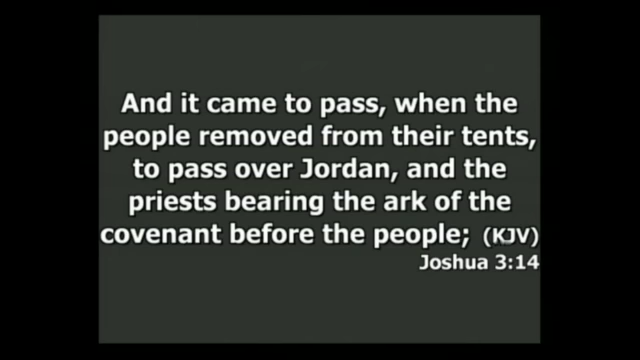 And it came to pass, when the
people removed from their tents,
to pass over Jordan, and the
priests bearing the ark of the
covenant before the people; (KJV)
Joshua 3:14